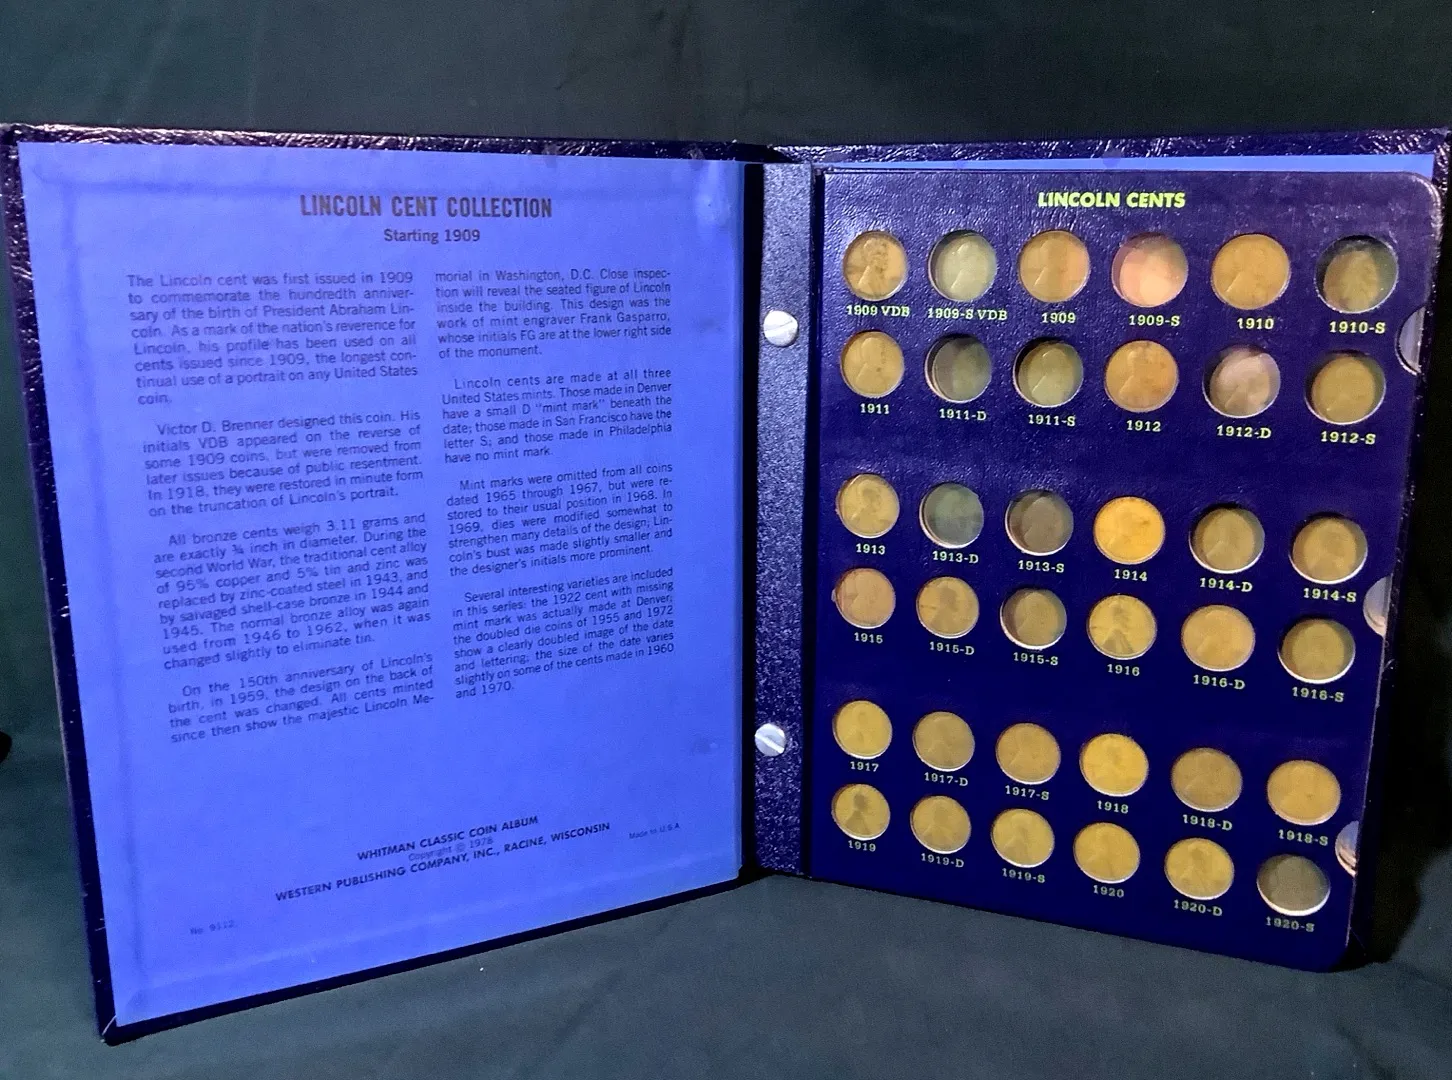 LINCOLN CENT COLLECTION
Starting 1909
The Lincoln cent was first issued in 1909
to commemorate the hundredth anniver-
sary of the birth of President Abraham Lin-
coln. As a mark of the nation's reverence for
Lincoln, his profile has been used on all
cents issued since 1909, the longest con-
tinual use of a portrait on any United States
coin.
Victor D. Brenner designed this coin. His
initials VDB appeared on the reverse of
some 1909 coins, but were removed from
later issues because of public resentment.
In 1918, they were restored in minute form
on the truncation of Lincoln's portrait.
All bronze cents weigh 3.11 grams and
are exactly ¾ inch in diameter. During the
second World War, the traditional cent alloy
of 95% copper and 5% tin and zinc was
replaced by zinc-coated steel in 1943, and
by salvaged shell-case bronze in 1944 and
1945. The normal bronze alloy was again
used from 1946 to 1962, when it was
changed slightly to eliminate tin.
On the 150th anniversary of Lincoln's
birth, in 1959, the design on the back of
the cent was changed. All cents minted
since then show the majestic Lincoln Me-
morial in Washington, D.C. Close inspec-
tion will reveal the seated figure of Lincoln
inside the building. This design was the
work of mint engraver Frank Gasparro,
whose initials FG are at the lower right side
of the monument.
Lincoln cents are made at all three
United States mints. Those made in Denver
have a small D "mint mark" beneath the
date; those made in San Francisco have the
letter S; and those made in Philadelphia
have no mint mark.
Mint marks were omitted from all coins
dated 1965 through 1967, but were re-
stored to their usual position in 1968. In
1969, dies were modified somewhat to
strengthen many details of the design; Lin-
coln's bust was made slightly smaller and
the designer's initials more prominent.
Several interesting varieties are included
in this series: the 1922 cent with missing
mint mark was actually made at Denver;
the doubled die coins of 1955 and 1972
show a clearly doubled image of the date
and lettering; the size of the date varies
slightly on some of the cents made in 1960
and 1970.
WHITMAN CLASSIC COIN ALBUM
Copyright © 1978
WESTERN PUBLISHING COMPANY, INC., RACINE, WISCONSIN
Made in U.S.A.
No. 9112
LINCOLN CENTS
1909 VDB 1909-S VDB 1909 1909-S 1910 1910-S
1911 1911-D 1911-S 1912 1912-D 1912-S
1913 1913-D 1913-S 1914 1914-D 1914-S
1915 1915-D 1915-S 1916 1916-D 1916-S
1917 1917-D 1917-S 1918 1918-D 1918-S
1919 1919-D 1919-S 1920 1920-D 1920-S